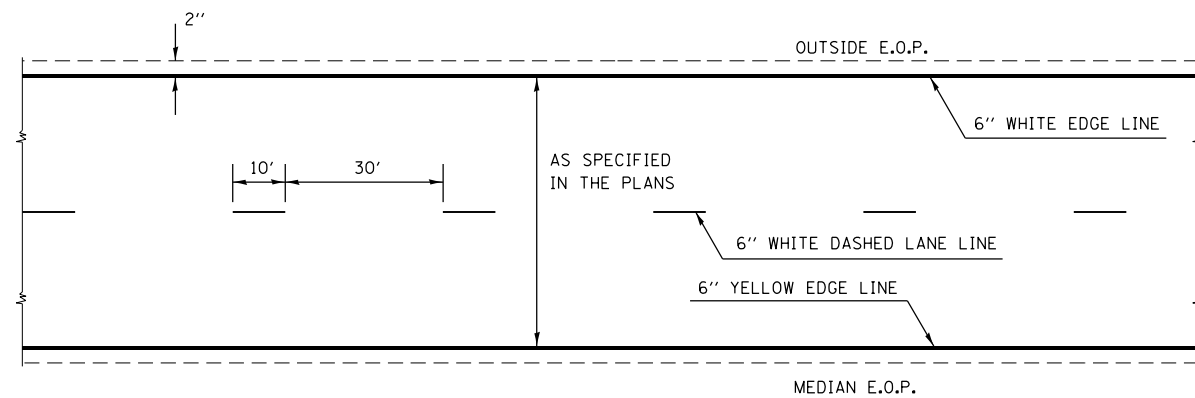 2''
OUTSIDE E.O.P.
6'' WHITE EDGE LINE
10'
30'
AS SPECIFIED
IN THE PLANS
6'' WHITE DASHED LANE LINE
6'' YELLOW EDGE LINE
MEDIAN E.O.P.